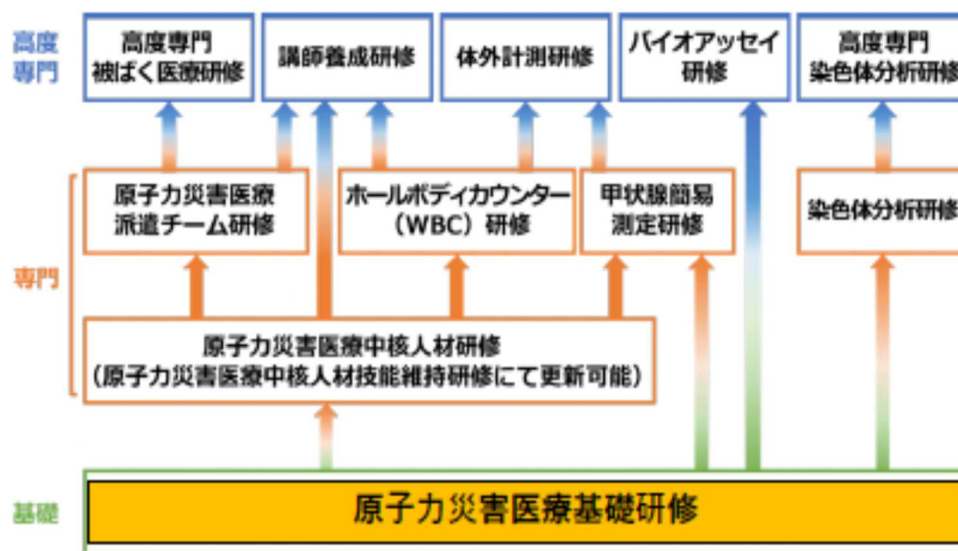 高度
専門
高度専門
被ばく医療研修
講師養成研修
体外計測研修
バイオアッセイ
研修
高度専門
染色体分析研修
専門
原子力災害医療
派遣チーム研修
ホールボディカウンター
（WBC）研修
甲状腺簡易
測定研修
染色体分析研修
原子力災害医療中核人材研修
（原子力災害医療中核人材技能維持研修にて更新可能）
基礎
原子力災害医療基礎研修